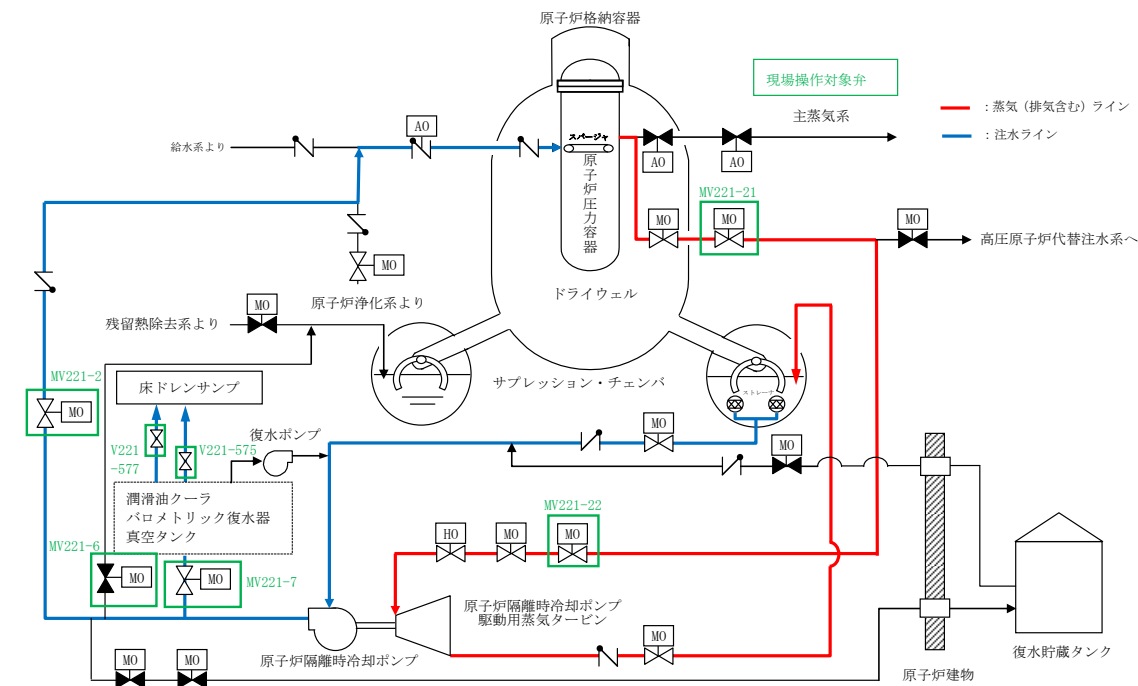 原子炉格納容器
現場操作対象弁
:蒸気(排気含む)ライン
:注水ライン
主蒸気系
AO
給水系より
スパージャ
原子炉圧力容器
AO
AO
MV221-21
MO
MO
MO
高圧原子炉代替注水系へ
MO
原子炉浄化系より
ドライウェル
MO
残留熱除去系より
サプレッション・チェンバ
ストレーナ
MV221-2
床ドレンサンプ
MO
V221
-577
V221-575
復水ポンプ
MO
MO
潤滑油クーラ
バロメトリック復水器
真空タンク
MV221-22
HO
MO
MO
MV221-6
MO
MO
MV221-7
原子炉隔離時冷却ポンプ
駆動用蒸気タービン
MO
原子炉隔離時冷却ポンプ
MO
MO
原子炉建物
復水貯蔵タンク